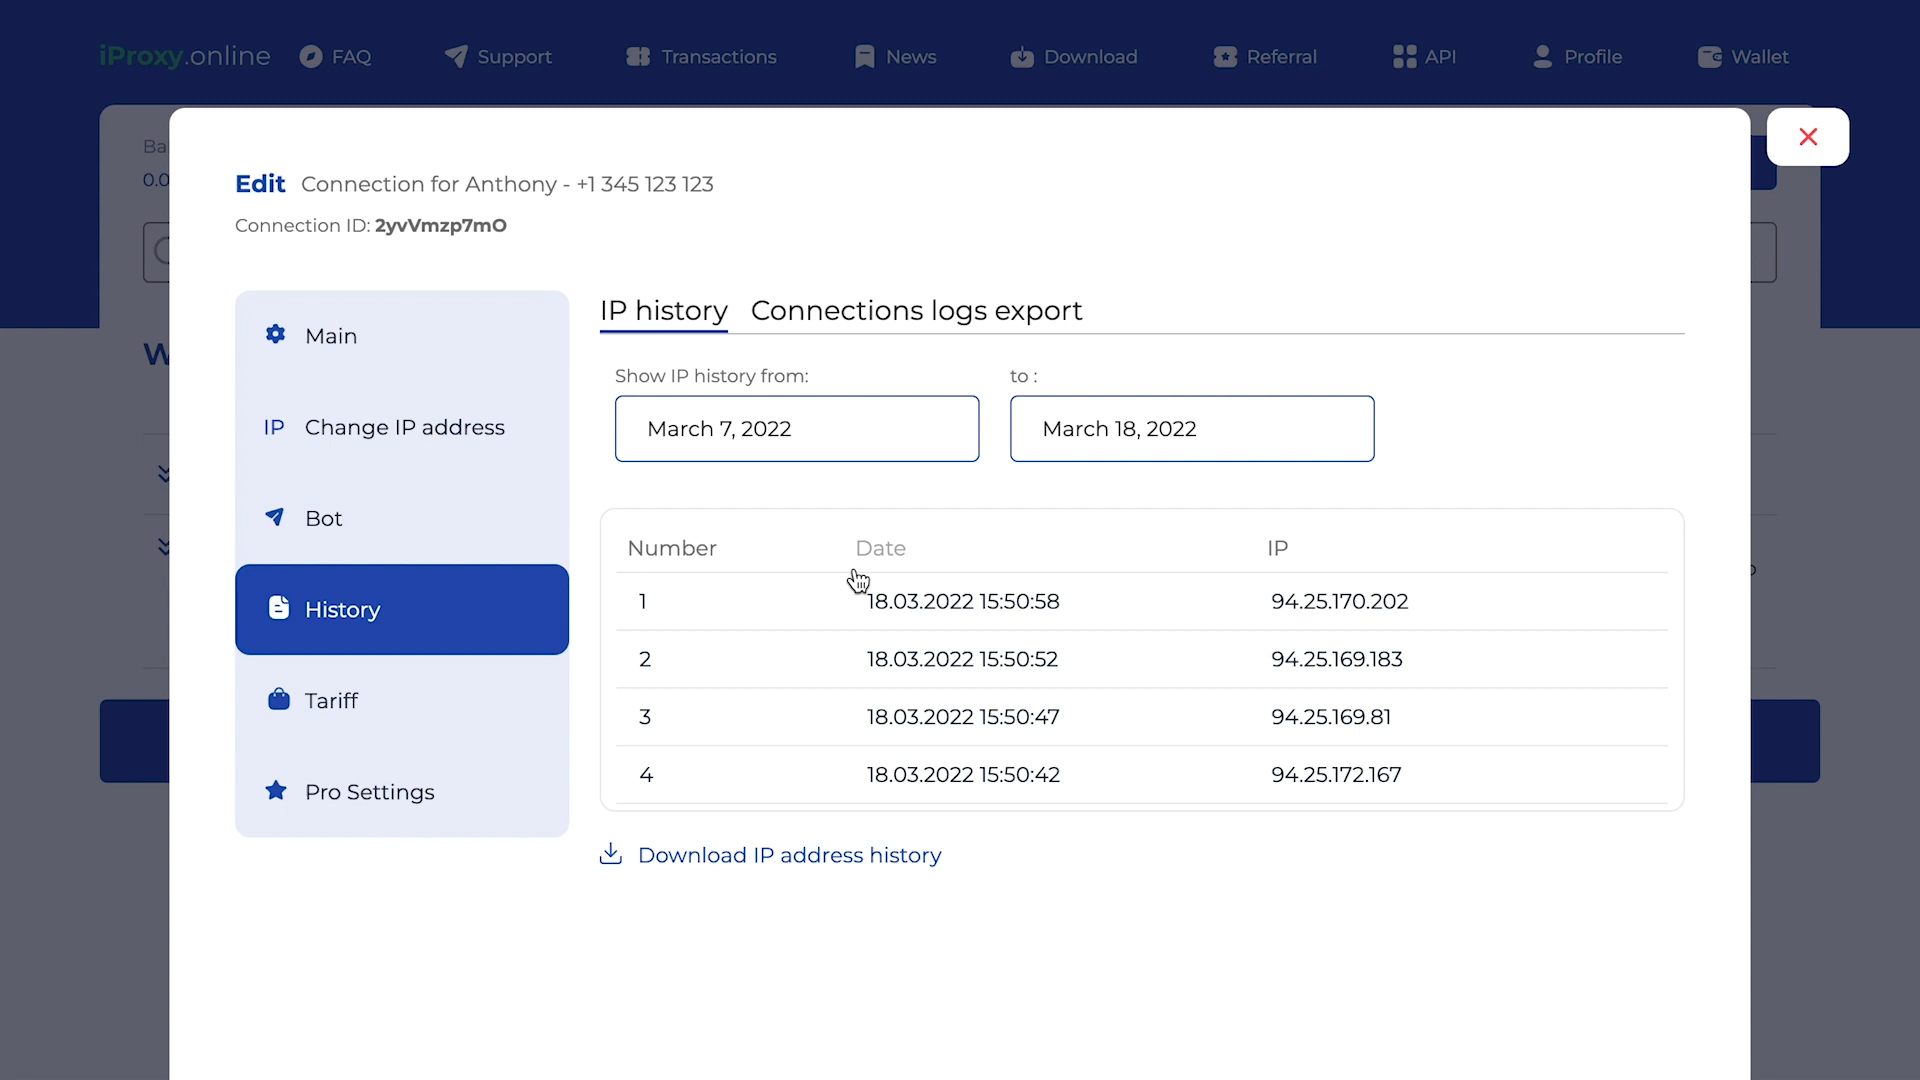 iProxy.online FAQ Support Transactions News Download Referral API Profile Wallet
Ba
0.0
Edit Connection for Anthony - +1 345 123 123
Connection ID: 2yvVmzp7mO
W
Main
IP Change IP address
Bot
History
Tariff
Pro Settings
IP history Connections logs export
Show IP history from: to :
March 7, 2022 March 18, 2022
Number Date IP
1 18.03.2022 15:50:58 94.25.170.202
2 18.03.2022 15:50:52 94.25.169.183
3 18.03.2022 15:50:47 94.25.169.81
4 18.03.2022 15:50:42 94.25.172.167
Download IP address history